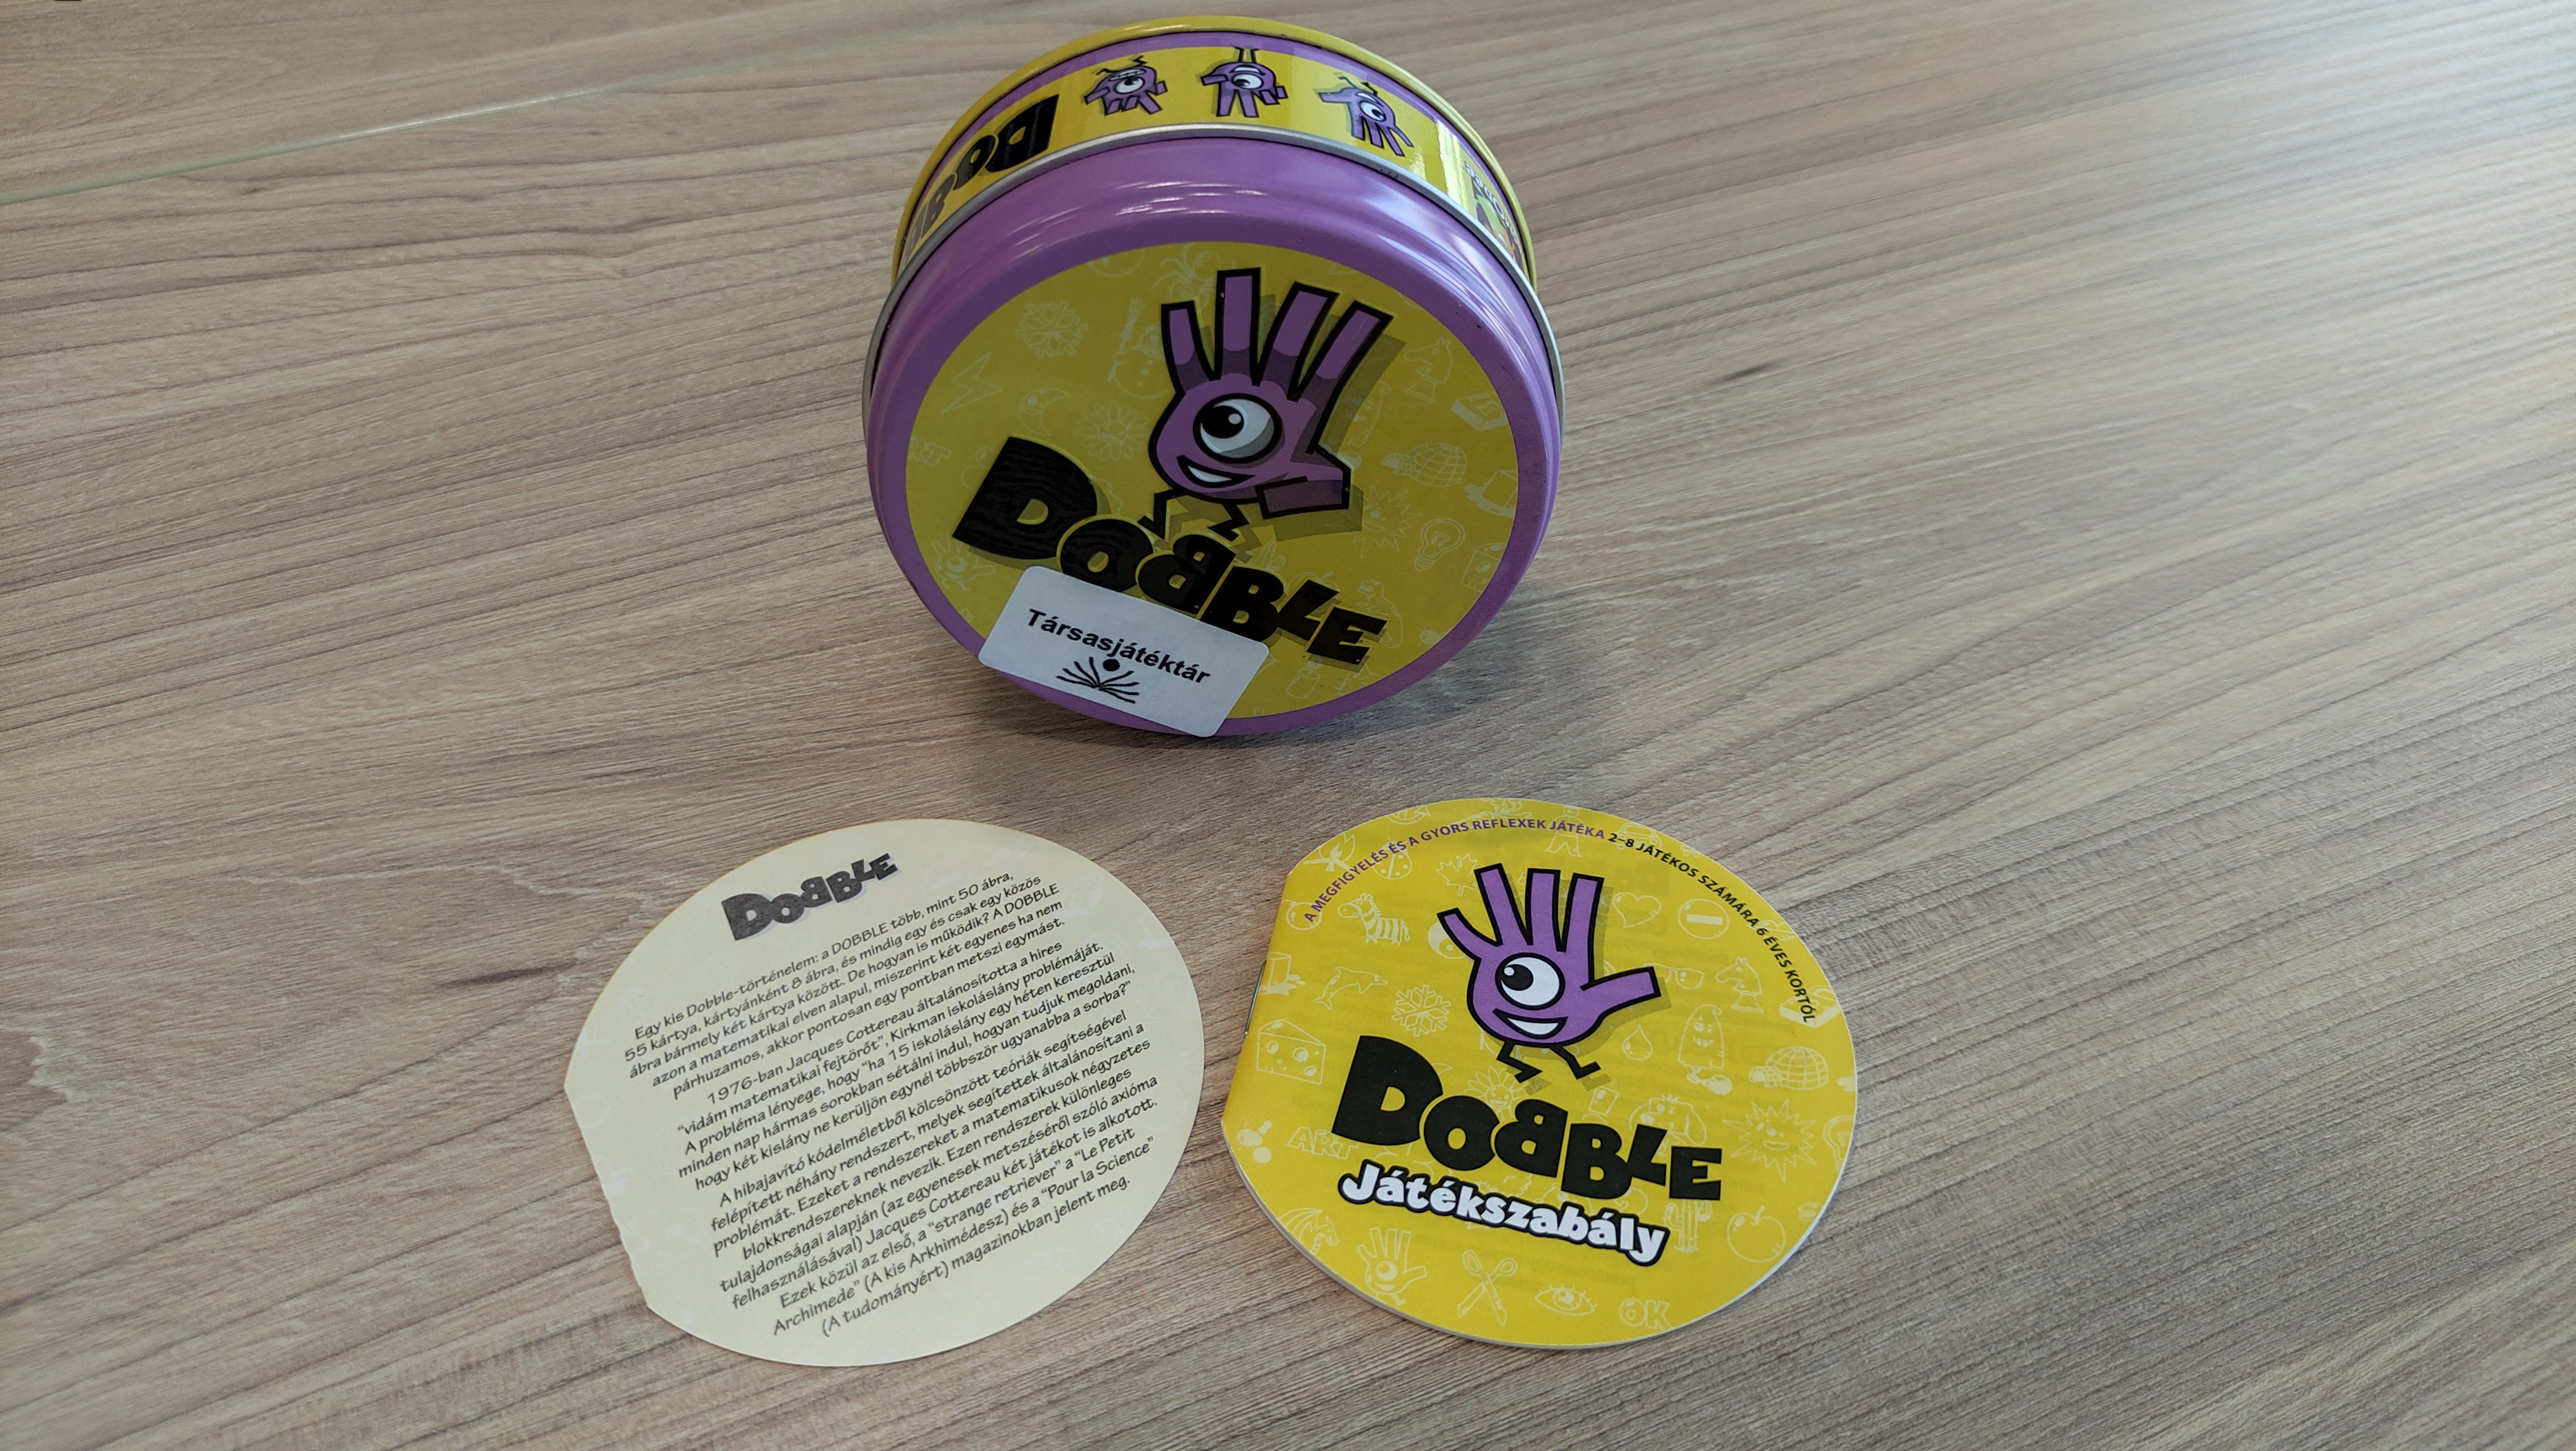 DOBBLE
DOBBLE
Társasjátéktár
DOBBLE
Egy kis Dobble-történelem: a DOBBLE több, mint 50 ábra,
55 kártya, kártyánként 8 ábra, és mindig egy és csak egy közös
ábra bármely két kártya között. De hogyan is működik? A DOBBLE
azon a matematikai elven alapul, miszerint két egyenes ha nem
párhuzamos, akkor pontosan egy pontban metszi egymást.
1976-ban Jacques Cottereau általánosította a hires
"vidám matematikai fejtörőt", Kirkman iskoláslány problémáját.
A probléma lényege, hogy "ha 15 iskoláslány egy héten keresztül
minden nap hármas sorokban sétálni indul, hogyan tudjuk megoldani,
hogy két kislány ne kerüljön egynél többször ugyanabba a sorba?"
A hibajavító kódelméletből kölcsönzött teóriák segítségével
felépített néhány rendszert, melyek segítettek általánosítani a
problémát. Ezeket a rendszereket a matematikusok négyzetes
blokkrendszereknek nevezik. Ezen rendszerek különleges
tulajdonságai alapján (az egyenesek metszéséről szóló axióma
felhasználásával) Jacques Cottereau két játékot is alkotott.
Ezek közül az első, a "strange retriever" a "Le Petit
Archimede" (A kis Arkhimédesz) és a "Pour la Science"
(A tudományért) magazinokban jelent meg.
A MEGFIGYELÉS ÉS A GYORS REFLEXEK JÁTÉKA 2–8 JÁTÉKOS SZÁMÁRA 6 ÉVES KORTÓL
ART
DOBBLE
Játékszabály
OK